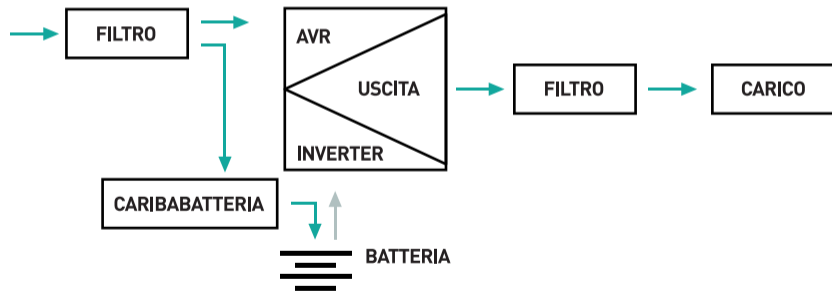 FILTRO
AVR
USCITA
INVERTER
FILTRO
CARICO
CARIBABATTERIA
BATTERIA